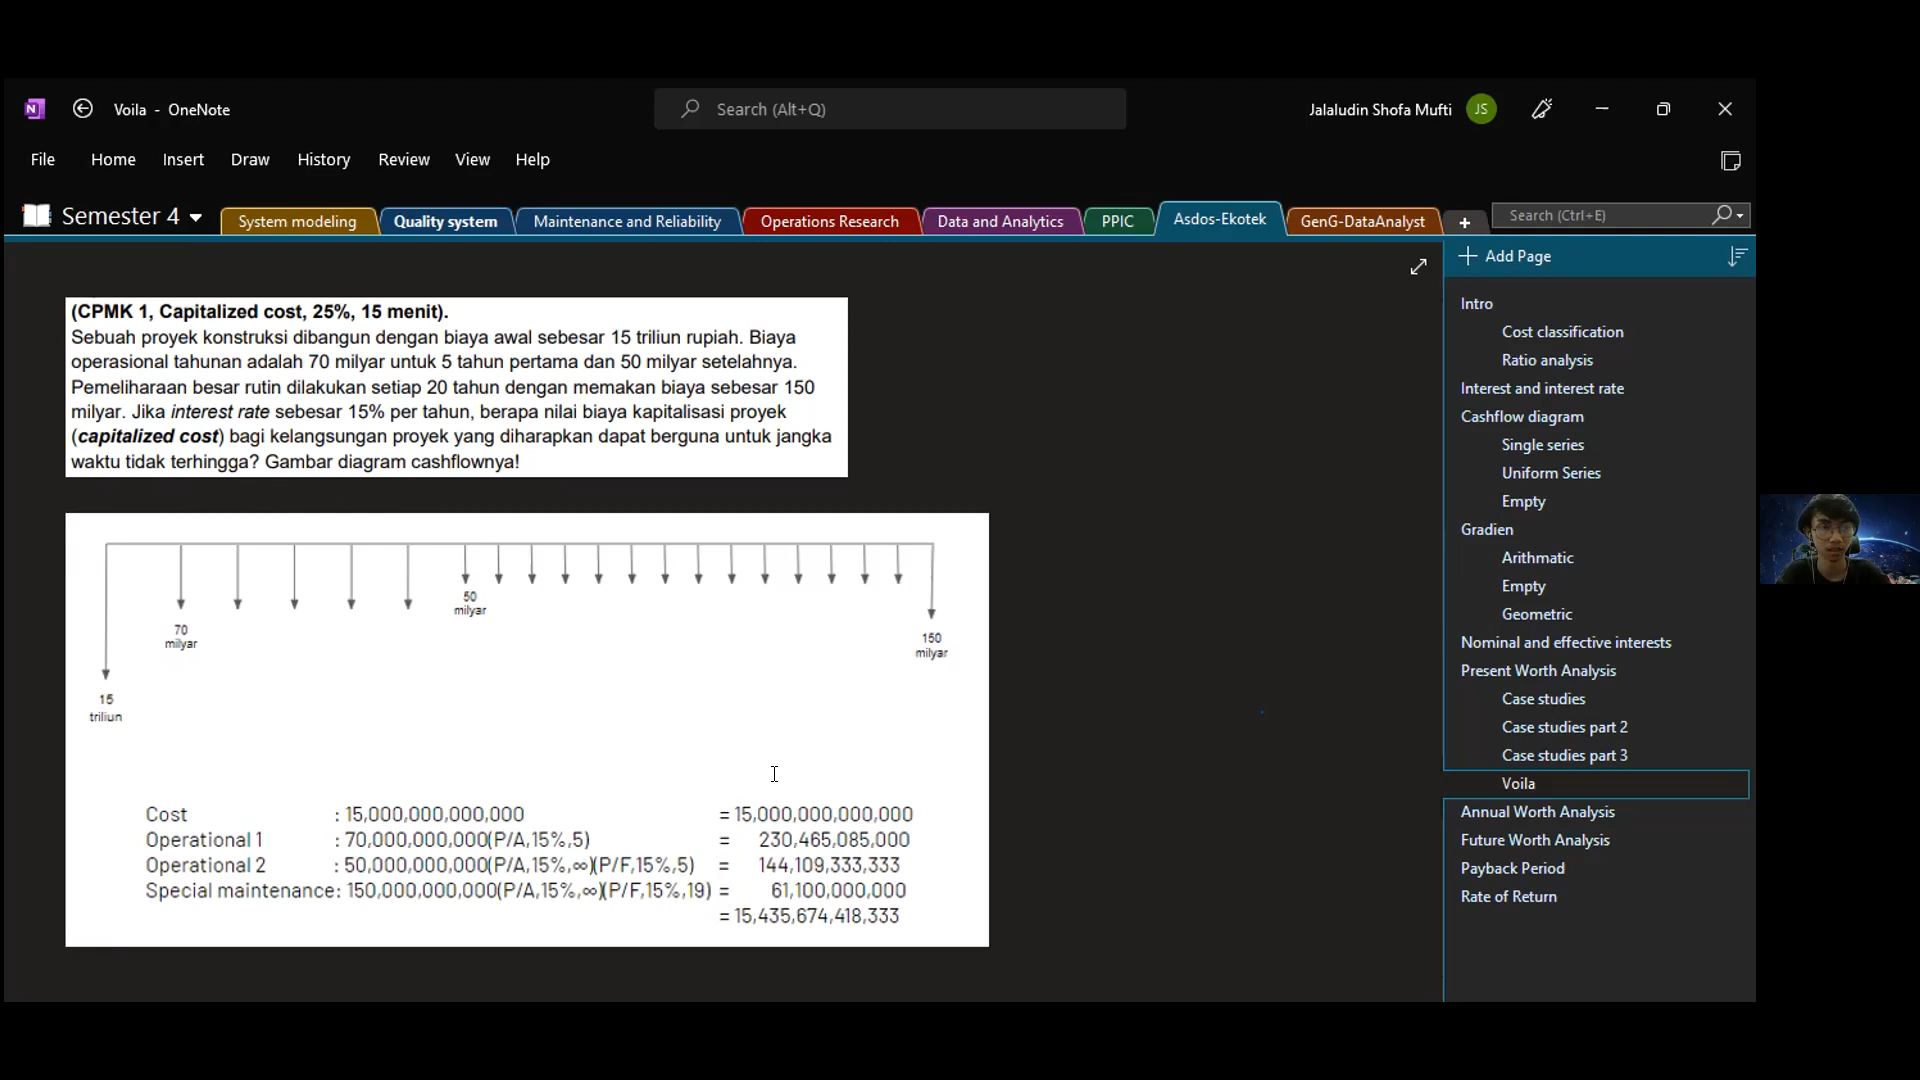 Voila - OneNote
Search (Alt+Q)
Jalaludin Shofa Mufti
JS
File Home Insert Draw History Review View Help
Semester 4
System modeling
Quality system
Maintenance and Reliability
Operations Research
Data and Analytics
PPIC
Asdos-Ekotek
GenG-DataAnalyst
+
Search (Ctrl+E)
Add Page
Intro
Cost classification
Ratio analysis
Interest and interest rate
Cashflow diagram
Single series
Uniform Series
Empty
Gradien
Arithmatic
Empty
Geometric
Nominal and effective interests
Present Worth Analysis
Case studies
Case studies part 2
Case studies part 3
Voila
Annual Worth Analysis
Future Worth Analysis
Payback Period
Rate of Return
(CPMK 1, Capitalized cost, 25%, 15 menit).
Sebuah proyek konstruksi dibangun dengan biaya awal sebesar 15 triliun rupiah. Biaya
operasional tahunan adalah 70 milyar untuk 5 tahun pertama dan 50 milyar setelahnya.
Pemeliharaan besar rutin dilakukan setiap 20 tahun dengan memakan biaya sebesar 150
milyar. Jika interest rate sebesar 15% per tahun, berapa nilai biaya kapitalisasi proyek
(capitalized cost) bagi kelangsungan proyek yang diharapkan dapat berguna untuk jangka
waktu tidak terhingga? Gambar diagram cashflownya!
50
milyar
70
milyar
150
milyar
15
triliun
Cost : 15,000,000,000,000 = 15,000,000,000,000
Operational 1 : 70,000,000,000(P/A,15%,5) = 230,465,085,000
Operational 2 : 50,000,000,000(P/A,15%,∞)(P/F,15%,5) = 144,109,333,333
Special maintenance: 150,000,000,000(P/A,15%,∞)(P/F,15%,19) = 61,100,000,000
= 15,435,674,418,333